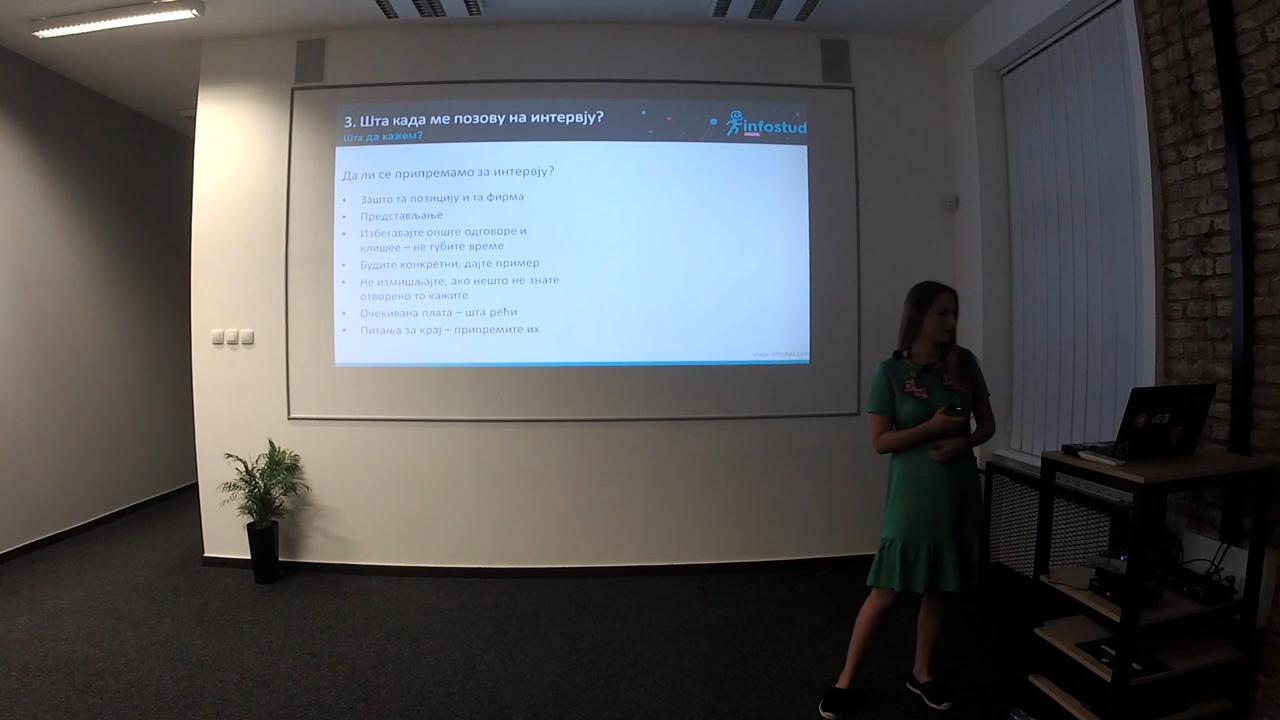 3. Шта када ме позову на интервју?
Шта да кажем?
infostud
Да ли се припремамо за интервју?
• Зашто та позицију и та фирма
• Представљање
• Избегавајте опште одговоре и
клишее – не губите време
• Будите конкретни, дајте пример
• Не измишљајте, ако нешто не знате
отворено то кажите
• Очекивана плата – шта рећи
• Питања за крај – припремите их
www.infostud.com